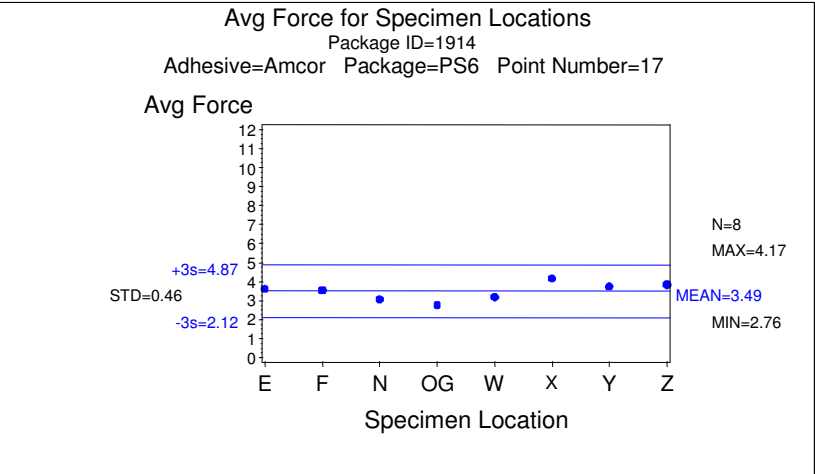 Avg Force for Specimen Locations
Package ID=1914
Adhesive=Amcor Package=PS6 Point Number=17
Avg Force
12
11
10
9
8
7
6
5
4
3
2
1
0
+3s=4.87
STD=0.46
-3s=2.12
N=8
MAX=4.17
MEAN=3.49
MIN=2.76
E F N OG W X Y Z
Specimen Location